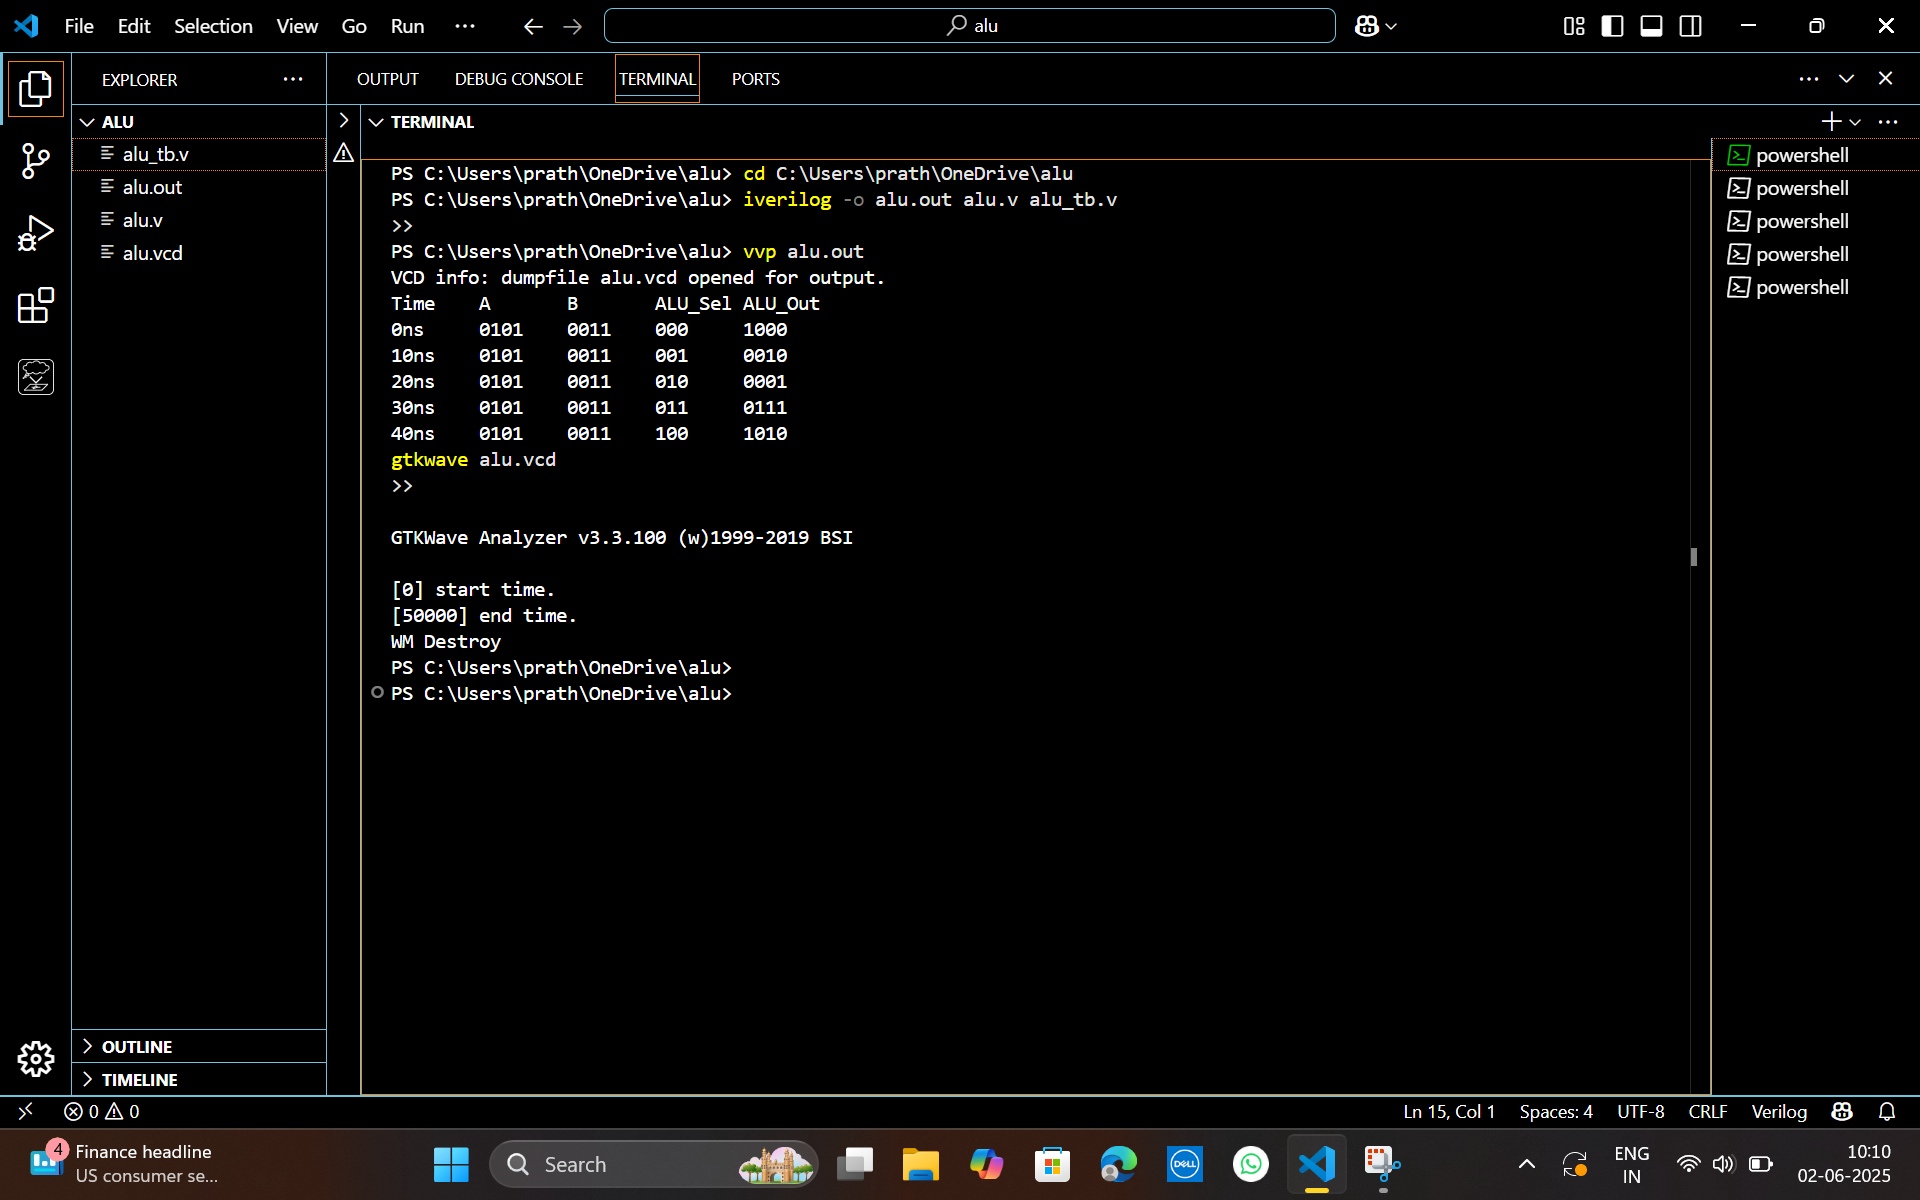 File Edit Selection View Go Run ···
alu
EXPLORER ···
OUTPUT DEBUG CONSOLE TERMINAL PORTS
ALU
alu_tb.v
alu.out
alu.v
alu.vcd
TERMINAL
PS C:\Users\prath\OneDrive\alu> cd C:\Users\prath\OneDrive\alu
PS C:\Users\prath\OneDrive\alu> iverilog -o alu.out alu.v alu_tb.v
>>
PS C:\Users\prath\OneDrive\alu> vvp alu.out
VCD info: dumpfile alu.vcd opened for output.
Time A B ALU_Sel ALU_Out
0ns 0101 0011 000 1000
10ns 0101 0011 001 0010
20ns 0101 0011 010 0001
30ns 0101 0011 011 0111
40ns 0101 0011 100 1010
gtkwave alu.vcd
>>
GTKWave Analyzer v3.3.100 (w)1999-2019 BSI
[0] start time.
[50000] end time.
WM Destroy
PS C:\Users\prath\OneDrive\alu>
PS C:\Users\prath\OneDrive\alu>
powershell
powershell
powershell
powershell
powershell
OUTLINE
TIMELINE
0 0
Ln 15, Col 1 Spaces: 4 UTF-8 CRLF Verilog
4
Finance headline
US consumer se...
Search
DELL
ENG
IN
10:10
02-06-2025